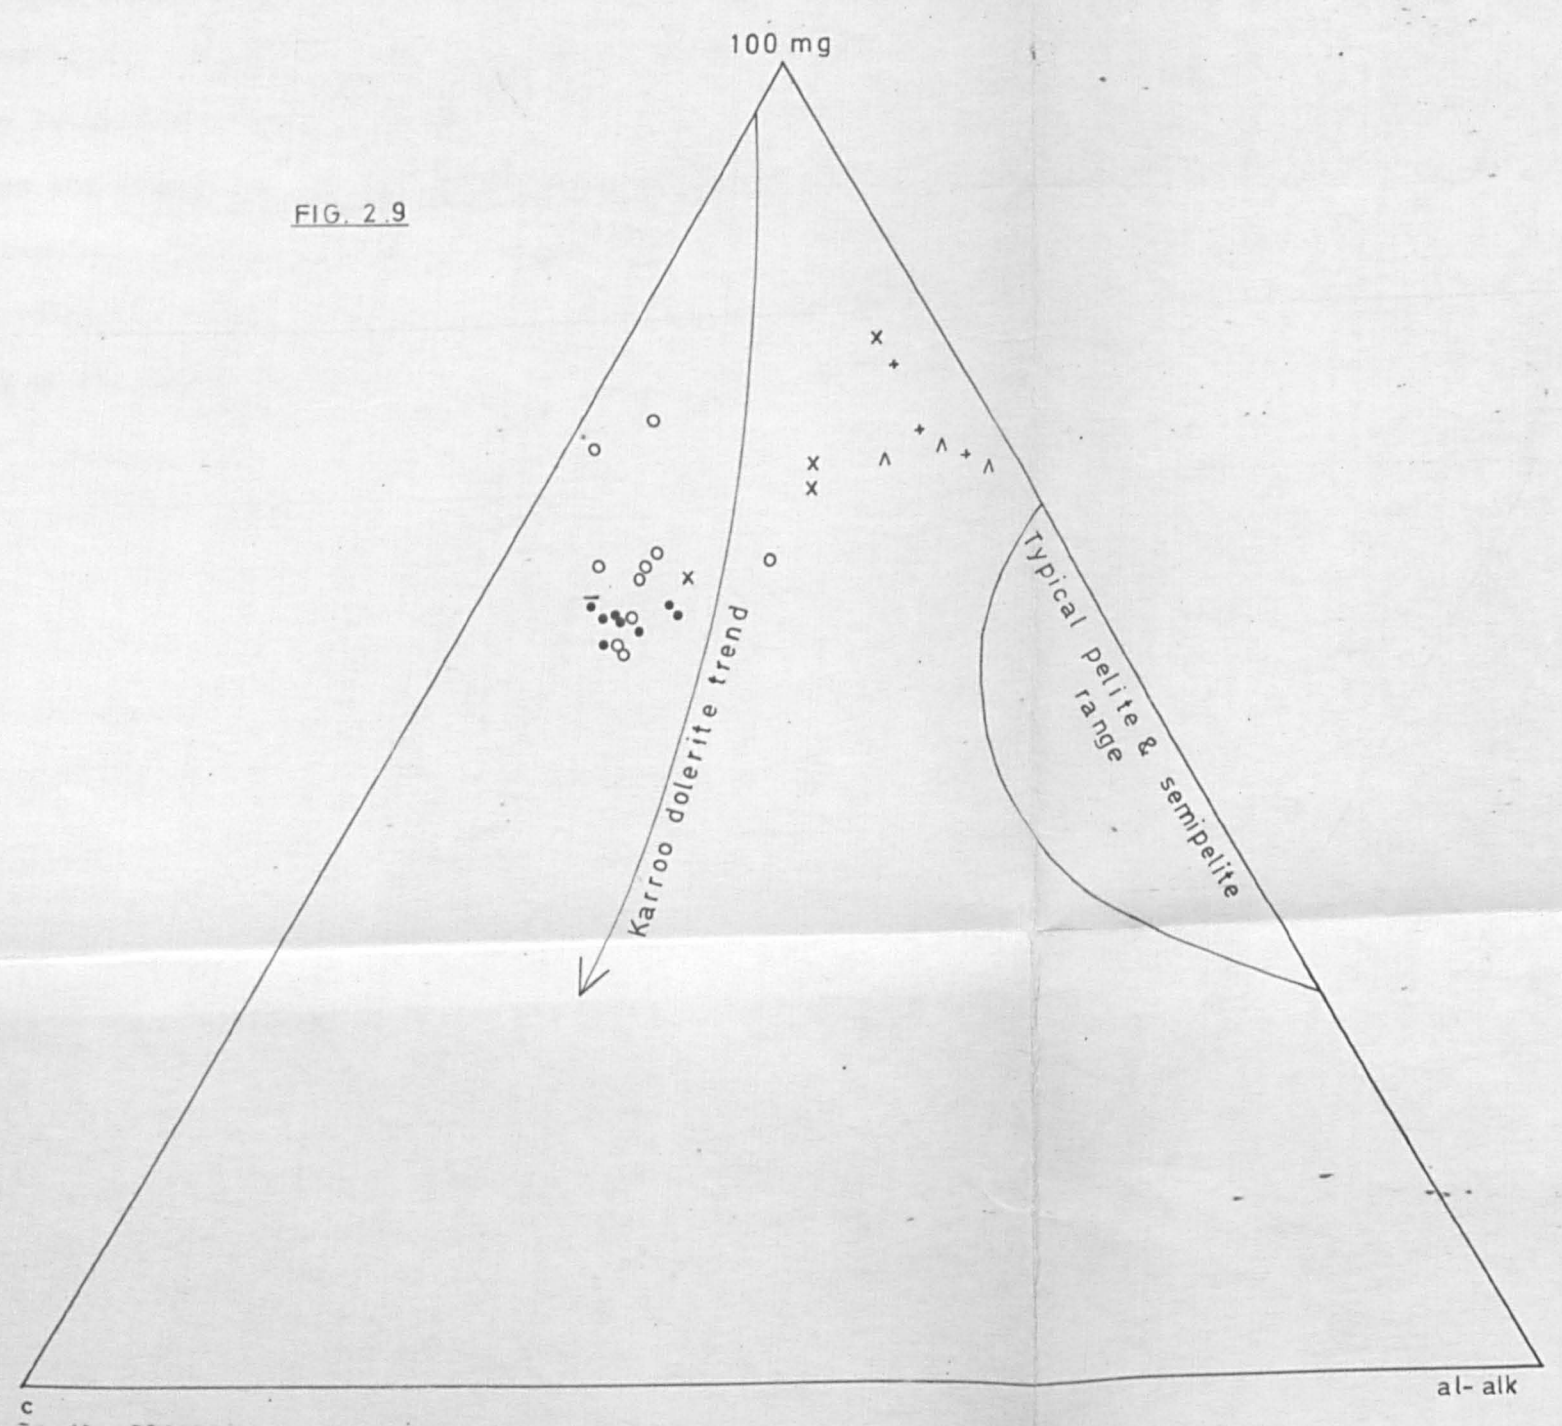 100 mg
FIG. 2.9
Typical pelite & semipelite
range
Karroo dolerite trend
al-alk
c